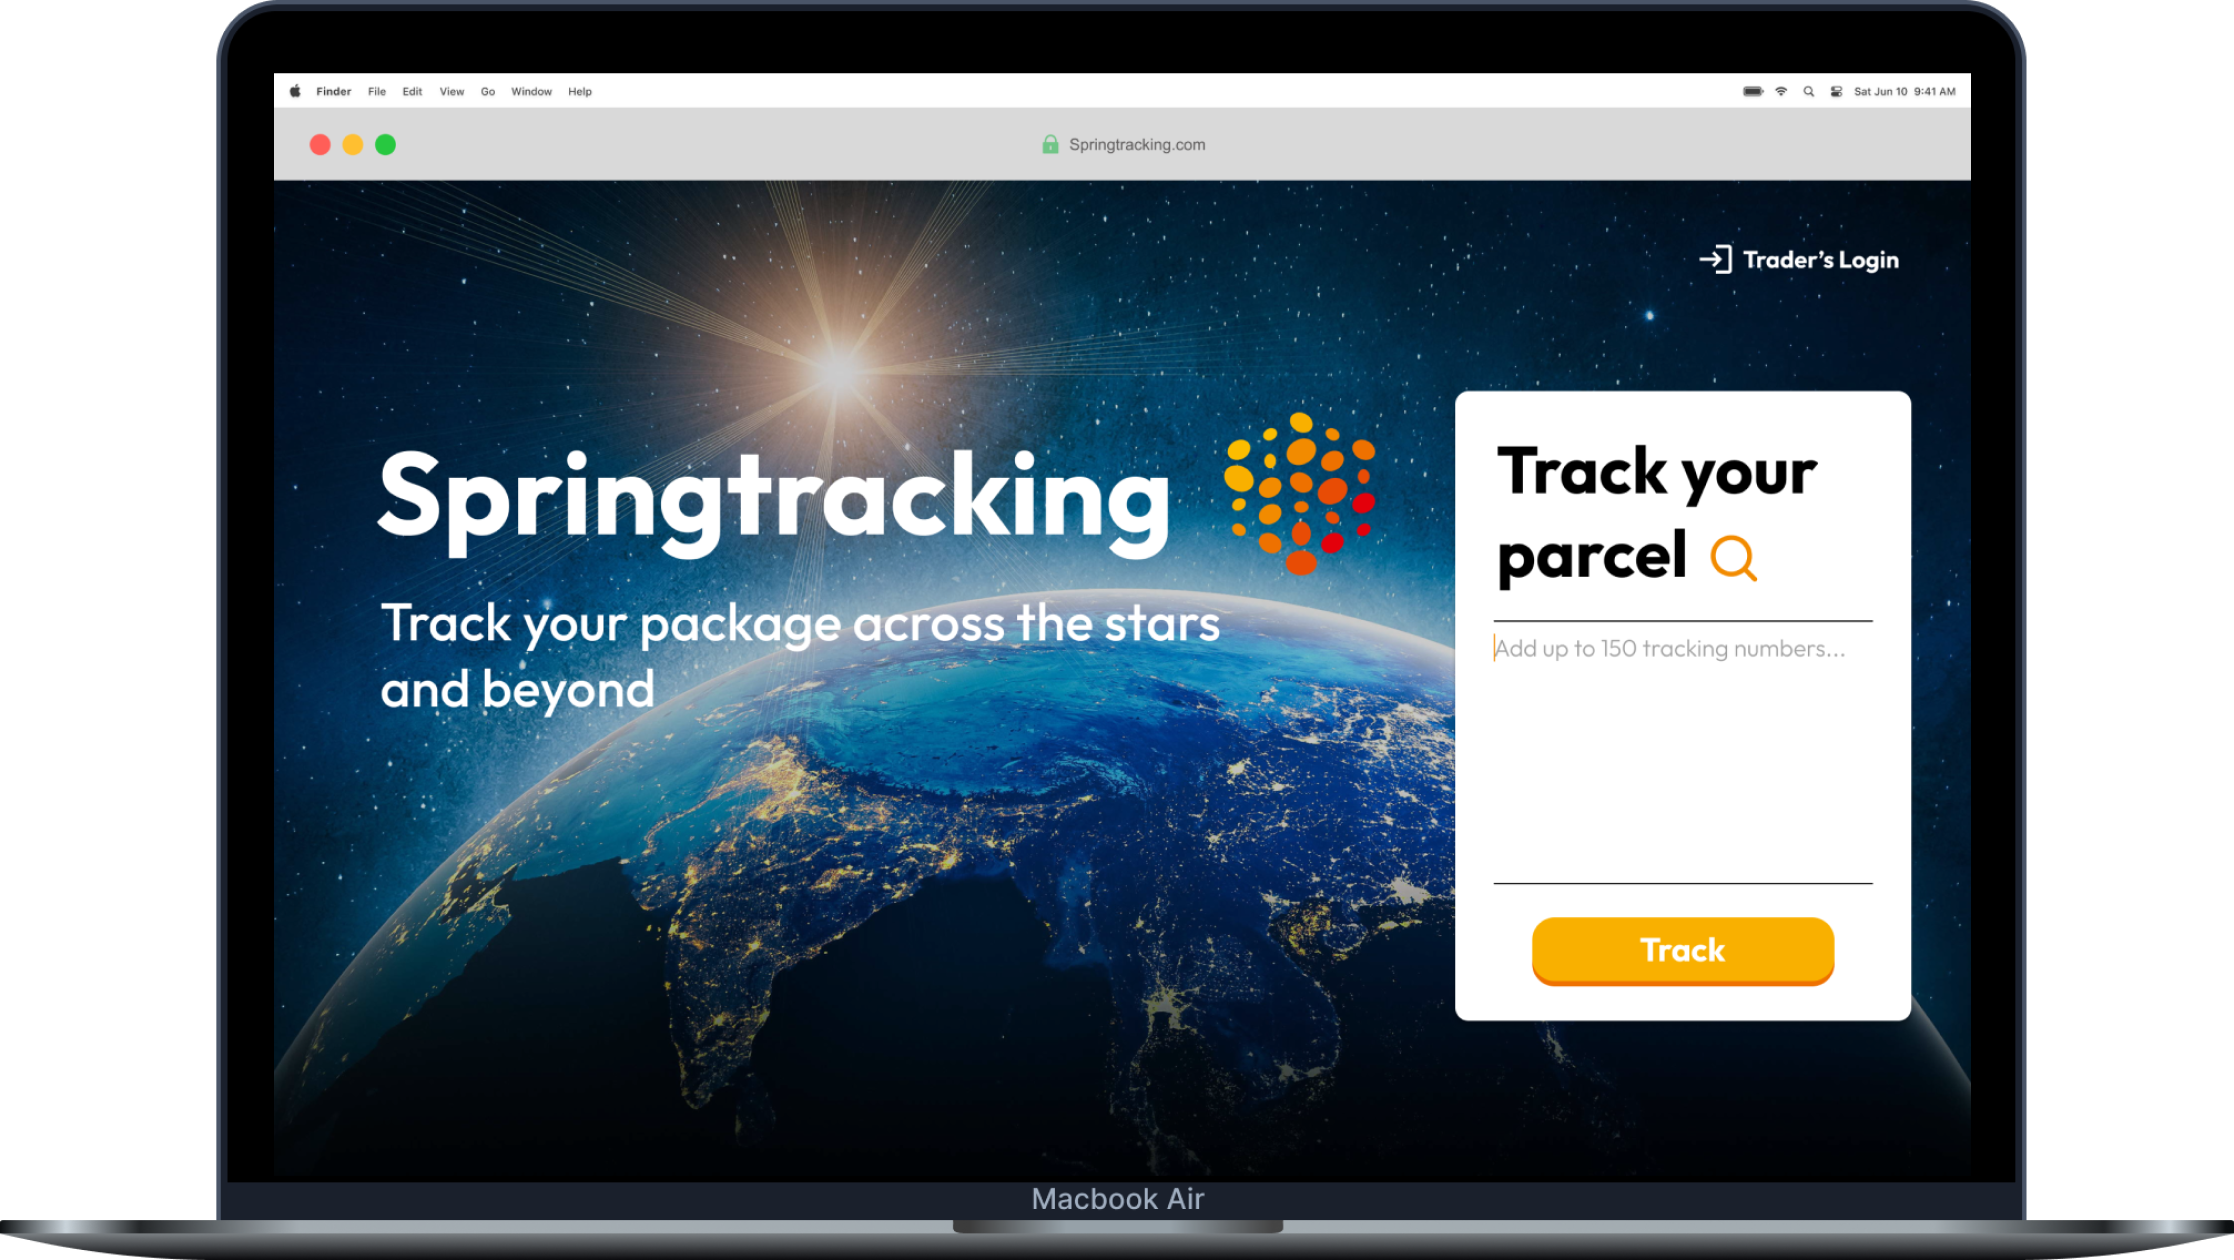 Finder File Edit View Go Window Help
Sat Jun 10 9:41 AM
Springtracking.com
Trader's Login
Springtracking
Track your package across the stars
and beyond
Track your
parcel
Add up to 150 tracking numbers...
Track
Macbook Air